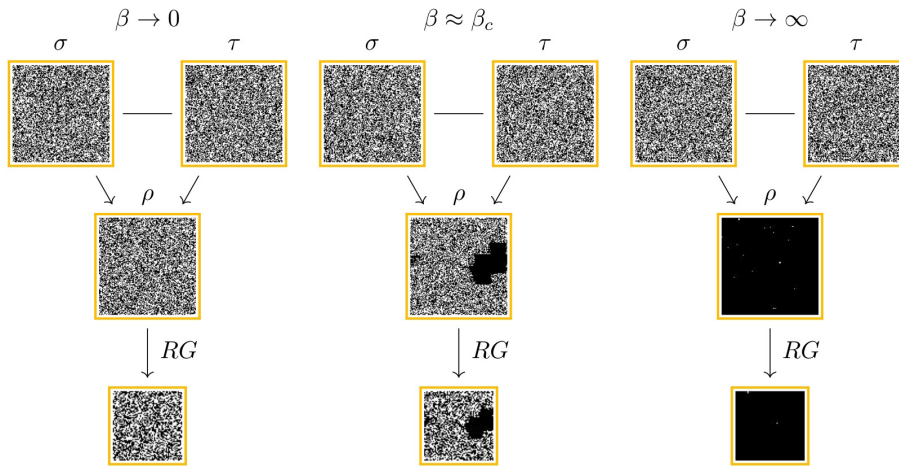 β → 0 β ≈ β_c β → ∞
σ τ σ τ σ τ
ρ ρ ρ
RG RG RG